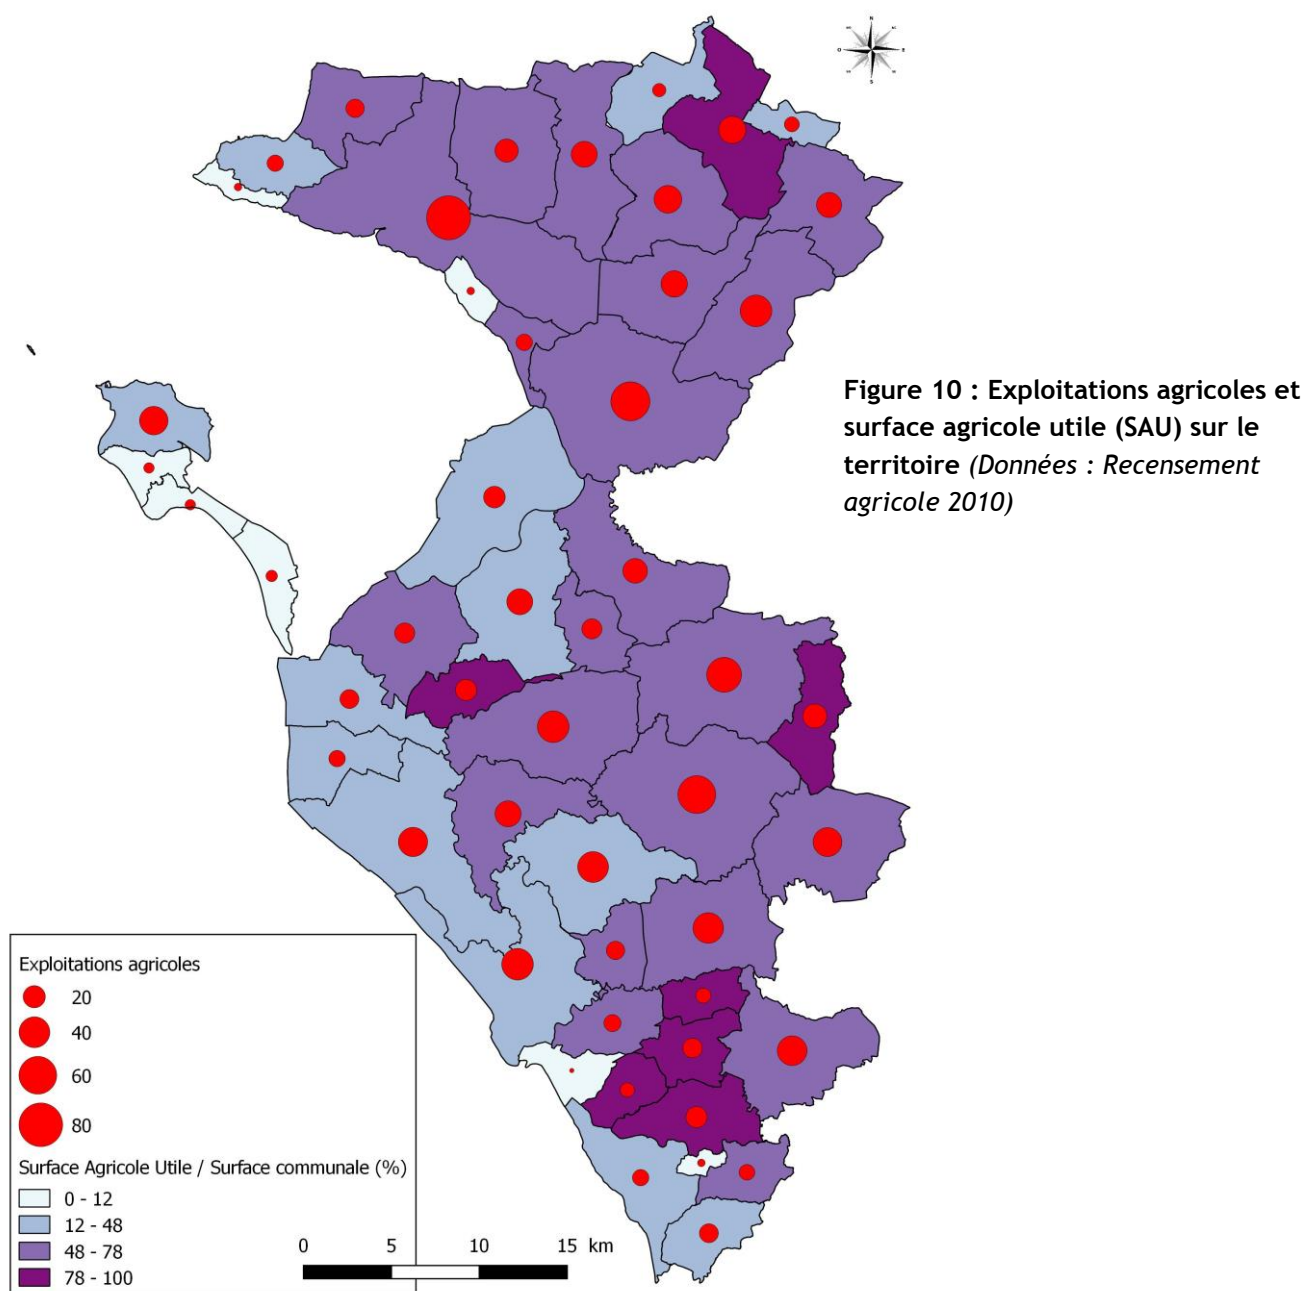 N
O
E
S
Figure 10 : Exploitations agricoles et
surface agricole utile (SAU) sur le
territoire (Données : Recensement
agricole 2010)
Exploitations agricoles
20
40
60
80
Surface Agricole Utile / Surface communale (%)
0 - 12
12 - 48
48 - 78
78 - 100
0 5 10 15 km